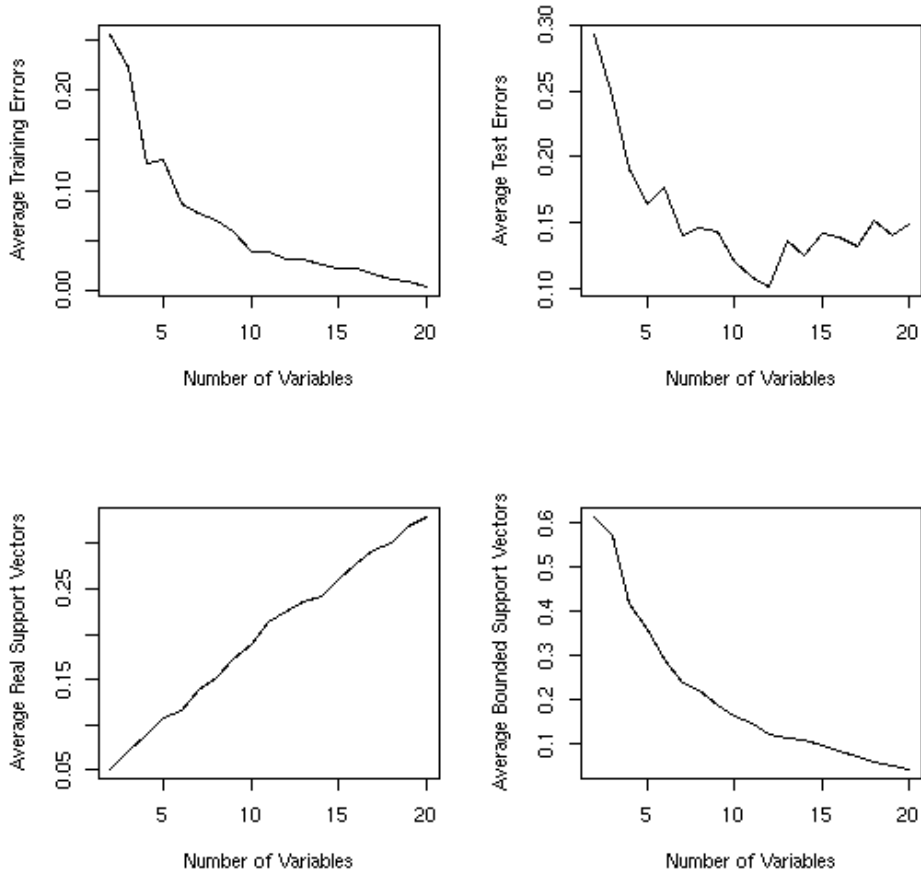 Average Training Errors
0.00 0.10 0.20
5 10 15 20
Number of Variables
Average Test Errors
0.10 0.15 0.20 0.25 0.30
5 10 15 20
Number of Variables
Average Real Support Vectors
0.05 0.15 0.25
5 10 15 20
Number of Variables
Average Bounded Support Vectors
0.1 0.2 0.3 0.4 0.5 0.6
5 10 15 20
Number of Variables